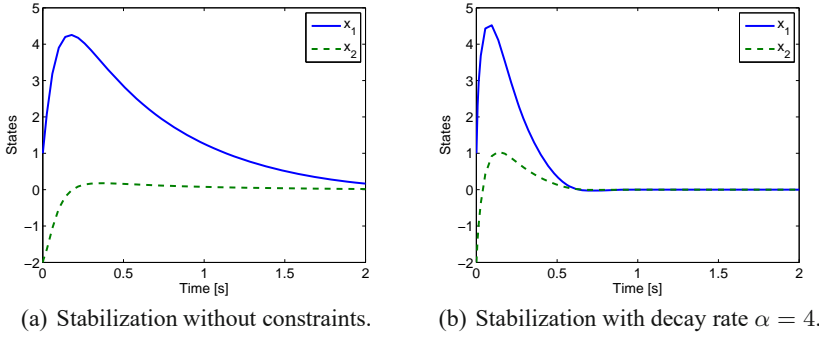 5
4
3
2
1
0
−1
−2
States
0
0.5
1
1.5
2
Time [s]
x1
x2
(a) Stabilization without constraints.
5
4
3
2
1
0
−1
−2
States
0
0.5
1
1.5
2
Time [s]
x1
x2
(b) Stabilization with decay rate α = 4.